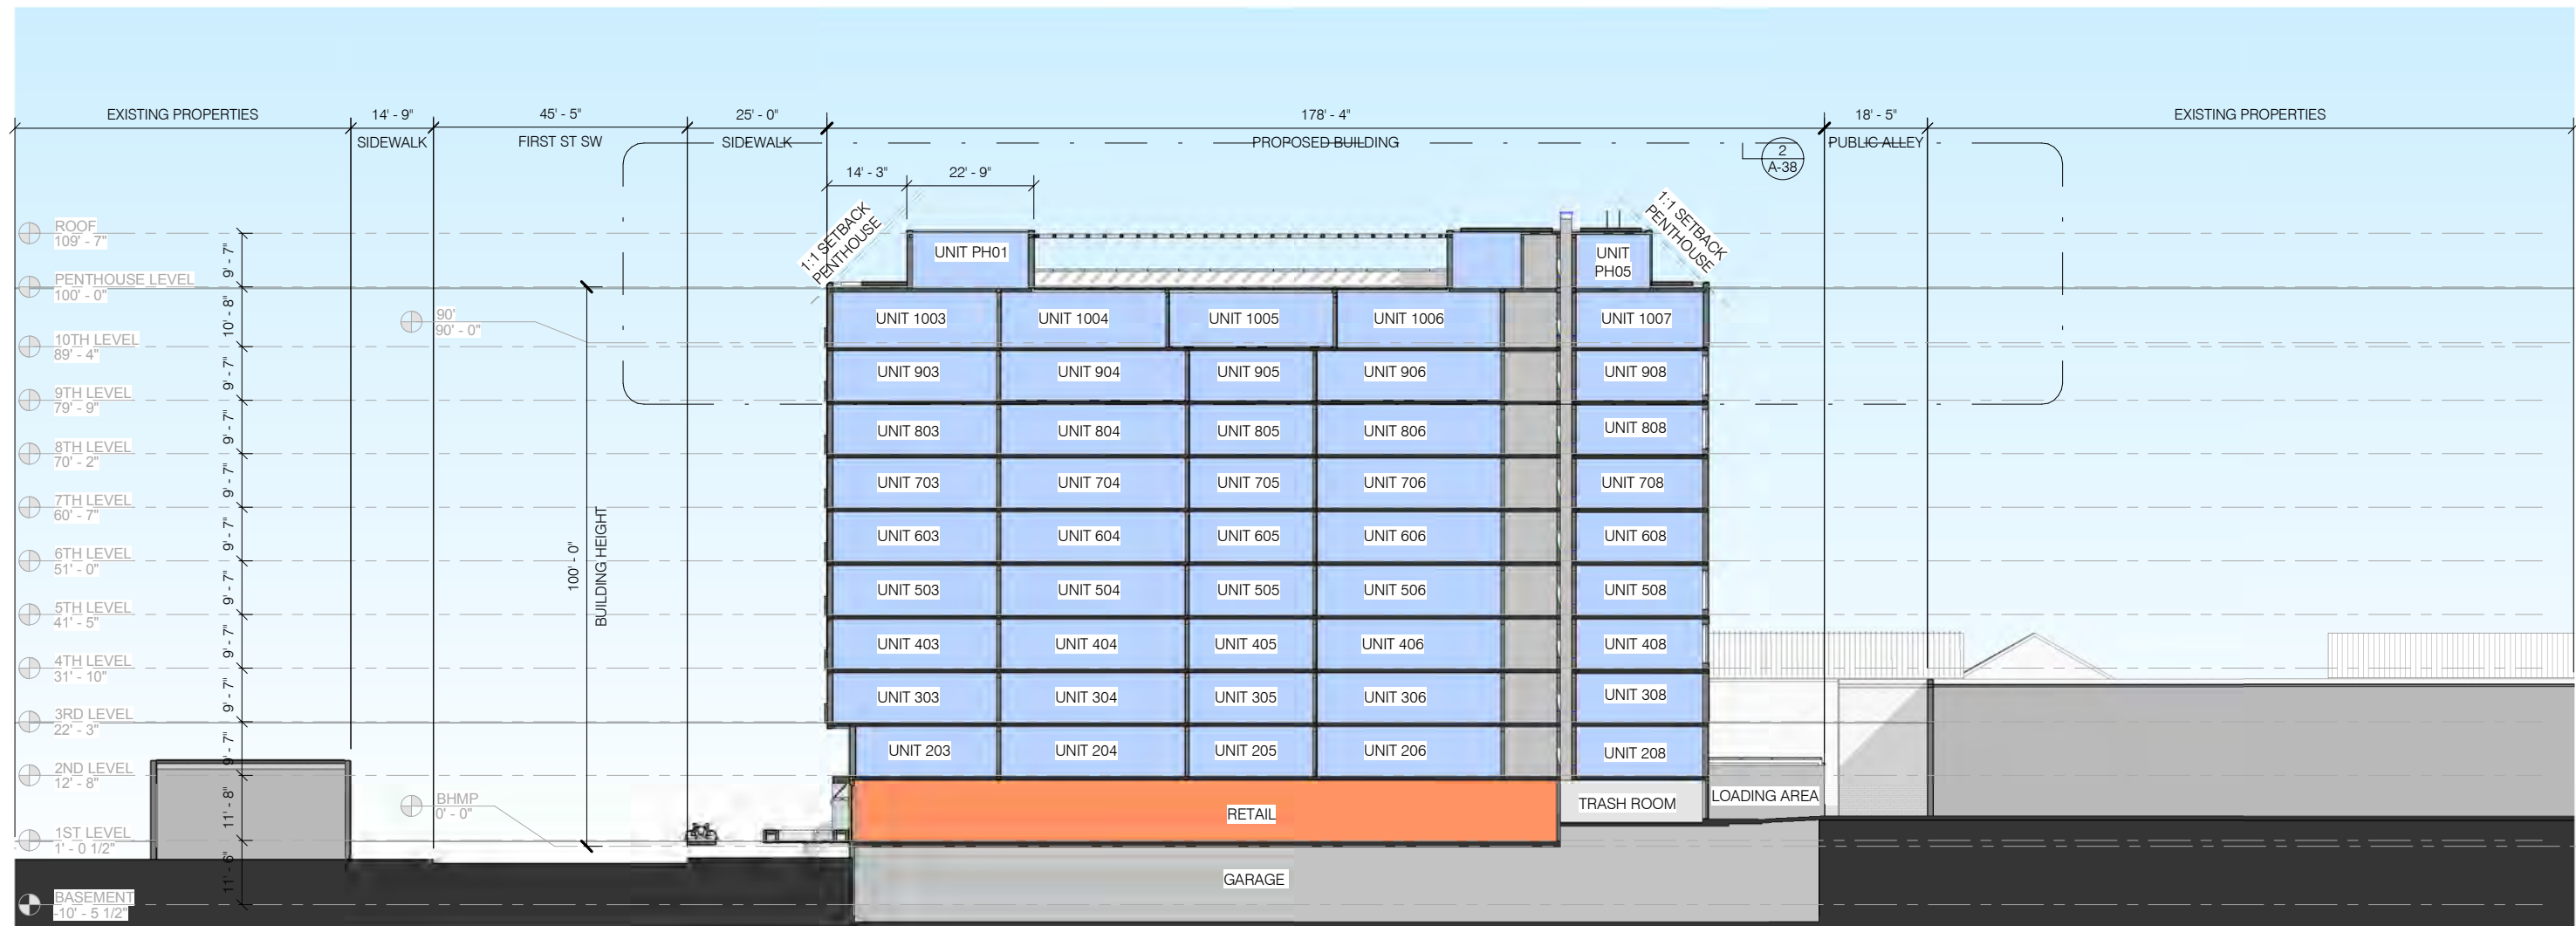 EXISTING PROPERTIES
14' - 9"
45' - 5"
25' - 0"
178' - 4"
18' - 5"
EXISTING PROPERTIES
SIDEWALK
FIRST ST SW
SIDEWALK
PROPOSED BUILDING
2
A-38
PUBLIC ALLEY
14' - 3"
22' - 9"
1:1 SETBACK
PENTHOUSE
1:1 SETBACK
PENTHOUSE
ROOF
109' - 7"
9' - 7"
UNIT PH01
UNIT
PH05
PENTHOUSE LEVEL
100' - 0"
10' - 8"
90'
90' - 0"
UNIT 1003
UNIT 1004
UNIT 1005
UNIT 1006
UNIT 1007
10TH LEVEL
89' - 4"
9' - 7"
UNIT 903
UNIT 904
UNIT 905
UNIT 906
UNIT 908
9TH LEVEL
79' - 9"
9' - 7"
UNIT 803
UNIT 804
UNIT 805
UNIT 806
UNIT 808
8TH LEVEL
70' - 2"
9' - 7"
UNIT 703
UNIT 704
UNIT 705
UNIT 706
UNIT 708
7TH LEVEL
60' - 7"
9' - 7"
UNIT 603
UNIT 604
UNIT 605
UNIT 606
UNIT 608
6TH LEVEL
51' - 0"
9' - 7"
100' - 0"
BUILDING HEIGHT
UNIT 503
UNIT 504
UNIT 505
UNIT 506
UNIT 508
5TH LEVEL
41' - 5"
9' - 7"
UNIT 403
UNIT 404
UNIT 405
UNIT 406
UNIT 408
4TH LEVEL
31' - 10"
9' - 7"
UNIT 303
UNIT 304
UNIT 305
UNIT 306
UNIT 308
3RD LEVEL
22' - 3"
9' - 7"
UNIT 203
UNIT 204
UNIT 205
UNIT 206
UNIT 208
2ND LEVEL
12' - 8"
11' - 8"
BHMP
0' - 0"
RETAIL
TRASH ROOM
LOADING AREA
1ST LEVEL
1' - 0 1/2"
11' - 6"
GARAGE
BASEMENT
-10' - 5 1/2"